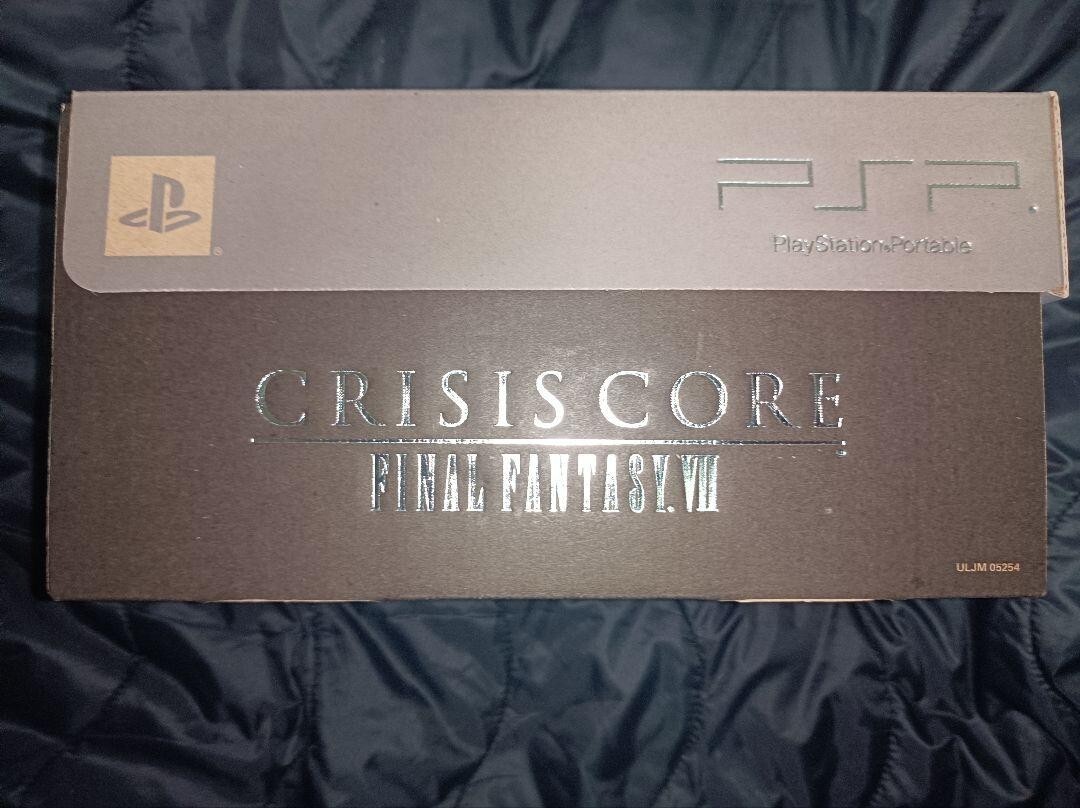 PSP
PlayStation Portable
CRISIS CORE
FINAL FANTASY. VII
ULJM 05254